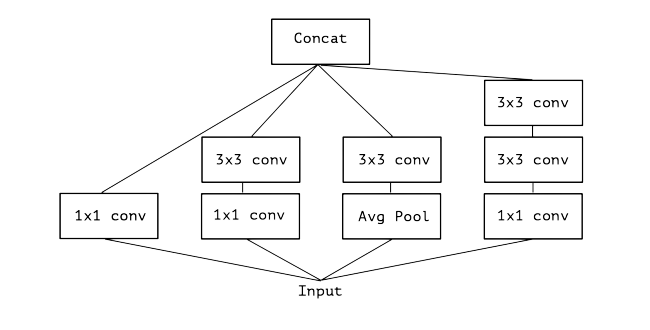 Concat
3x3 conv
3x3 conv
3x3 conv
3x3 conv
1x1 conv
1x1 conv
Avg Pool
1x1 conv
Input